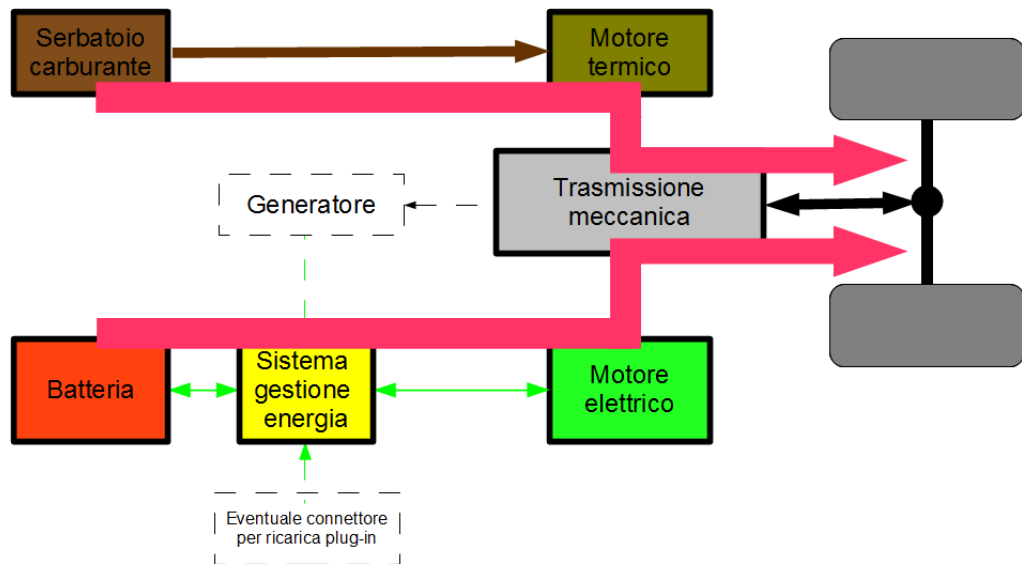 Serbatoio
carburante
Motore
termico
Generatore
Trasmissione
meccanica
Batteria
Sistema
gestione
energia
Motore
elettrico
Eventuale connettore
per ricarica plug-in